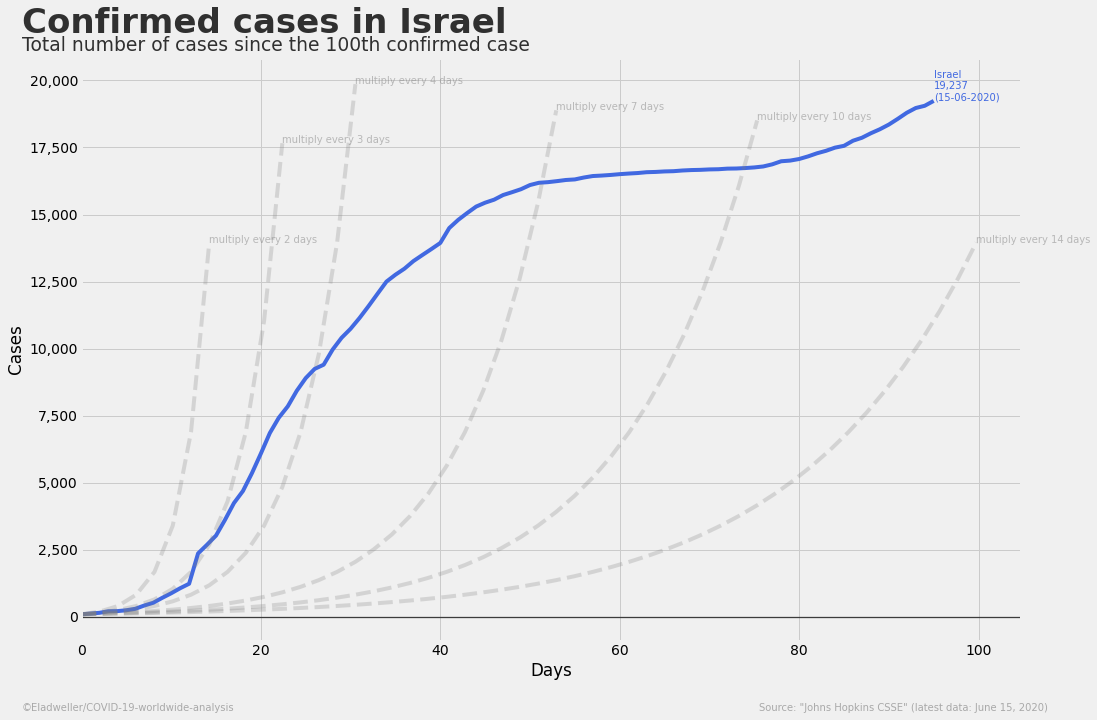 Confirmed cases in Israel
Total number of cases since the 100th confirmed case
Israel
19,237
(15-06-2020)
20,000
multiply every 4 days
multiply every 7 days
multiply every 10 days
multiply every 3 days
17,500
15,000
multiply every 2 days
multiply every 14 days
12,500
10,000
Cases
7,500
5,000
2,500
0
0 20 40 60 80 100
Days
©Eladweller/COVID-19-worldwide-analysis
Source: "Johns Hopkins CSSE" (latest data: June 15, 2020)